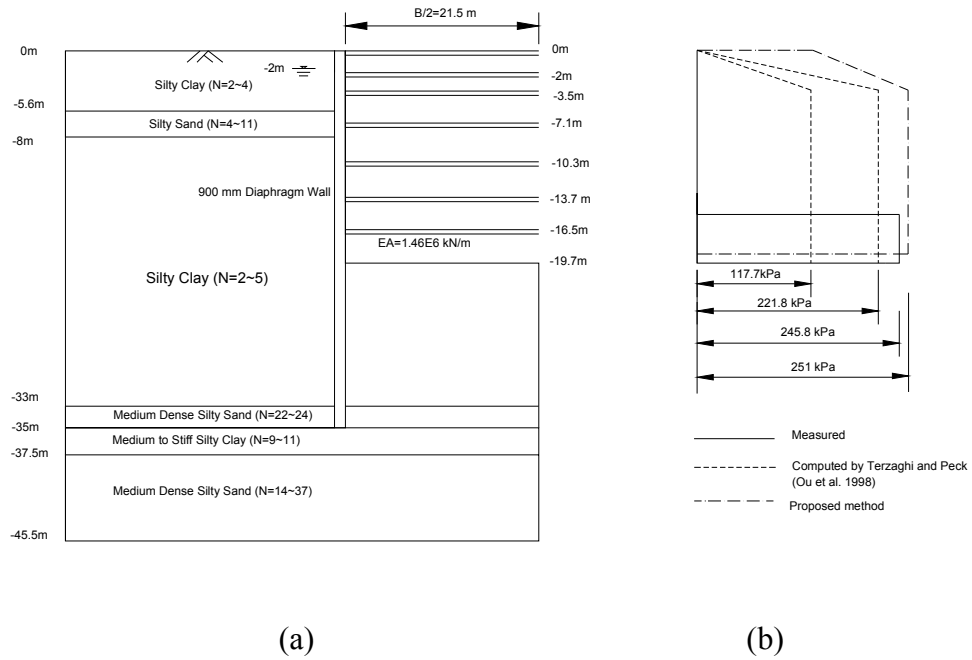 B/2=21.5 m
0m
-2m
Silty Clay (N=2~4)
-5.6m
Silty Sand (N=4~11)
-8m
900 mm Diaphragm Wall
Silty Clay (N=2~5)
-33m
Medium Dense Silty Sand (N=22~24)
-35m
Medium to Stiff Silty Clay (N=9~11)
-37.5m
Medium Dense Silty Sand (N=14~37)
-45.5m
0m
-2m
-3.5m
-7.1m
-10.3m
-13.7 m
-16.5m
EA=1.46E6 kN/m
-19.7m
(a)
117.7kPa
221.8 kPa
245.8 kPa
251 kPa
Measured
Computed by Terzaghi and Peck
(Ou et al. 1998)
Proposed method
(b)